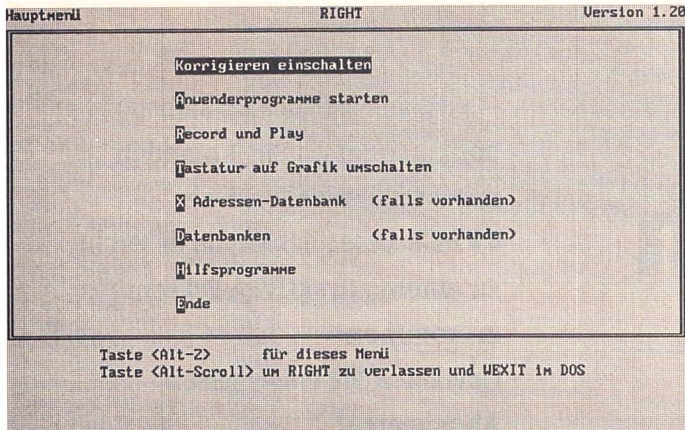 Hauptmenü RIGHT Version 1.20
Korrigieren einschalten
Anwenderprogramme starten
Record und Play
Tastatur auf Grafik umschalten
X Adressen-Datenbank (falls vorhanden)
Datenbanken (falls vorhanden)
Hilfsprogramme
Ende
Taste <Alt-Z> für dieses Menü
Taste <Alt-Scroll> um RIGHT zu verlassen und WEXIT im DOS